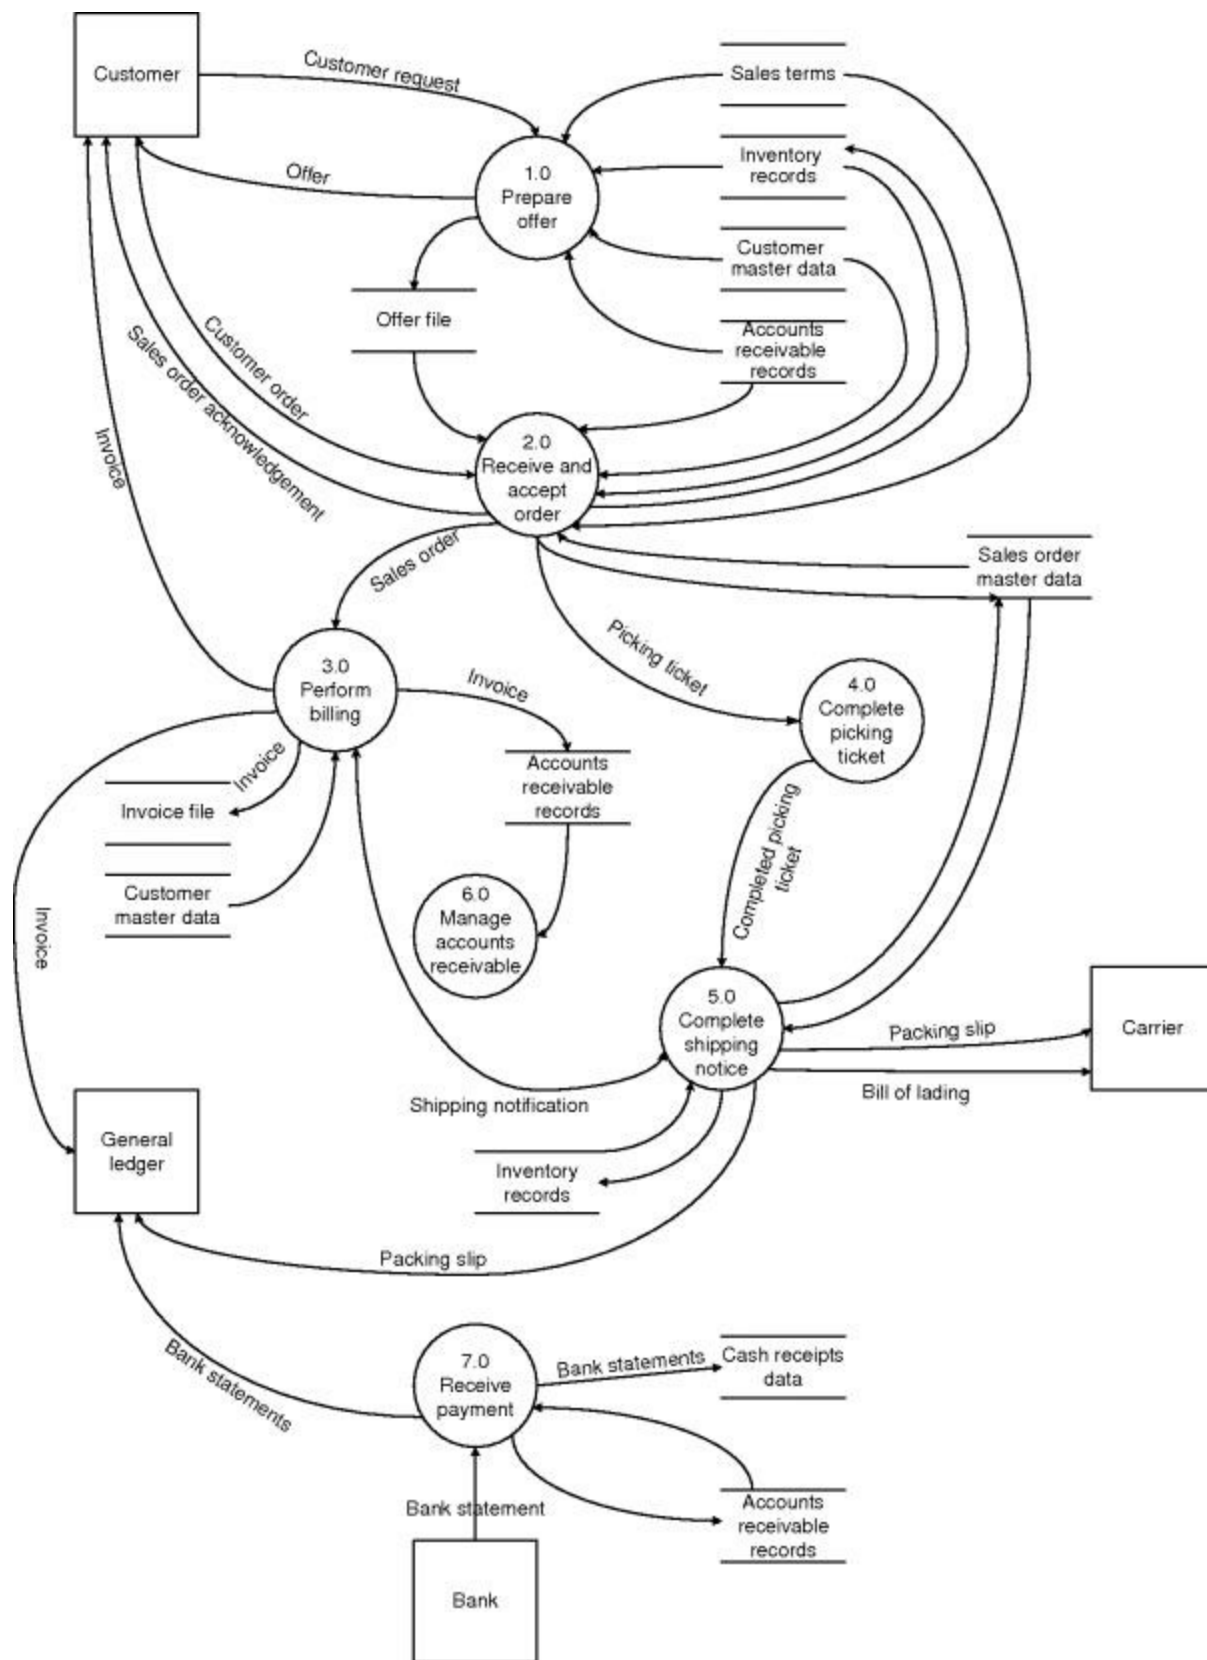 Customer
Customer request
Sales terms
1.0
Prepare
offer
Inventory
records
Offer
Customer
master data
Offer file
Accounts
receivable
records
Customer order
Sales order acknowledgement
Invoice
2.0
Receive and
accept
order
Sales order
Sales order
master data
Picking ticket
3.0
Perform
billing
Invoice
4.0
Complete
picking
ticket
Invoice
Accounts
receivable
records
Invoice file
Completed picking
ticket
Customer
master data
6.0
Manage
accounts
receivable
Invoice
5.0
Complete
shipping
notice
Packing slip
Carrier
Bill of lading
Shipping notification
General
ledger
Inventory
records
Packing slip
Bank statements
7.0
Receive
payment
Bank statements
Cash receipts
data
Bank statement
Accounts
receivable
records
Bank